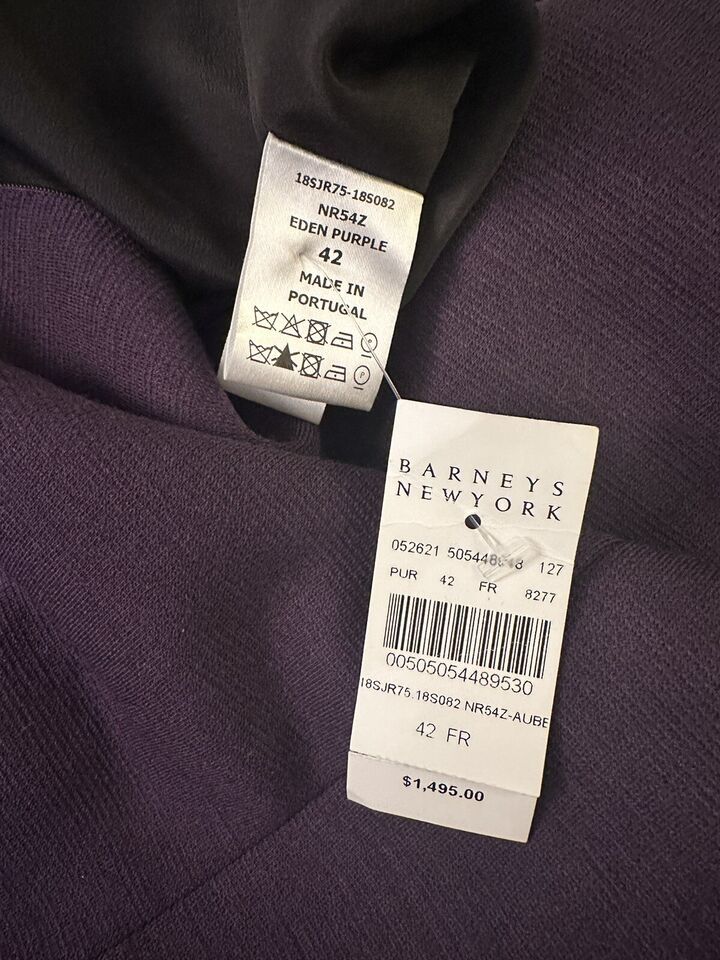 18SJR75-18S082
NR54Z
EDEN PURPLE
42
MADE IN
PORTUGAL
P
P
BARNEYS
NEWYORK
052621 127
PUR 42 FR 8277
00505054489530
18SJR75.18S082 NR54Z-AUBE
42 FR
$1,495.00